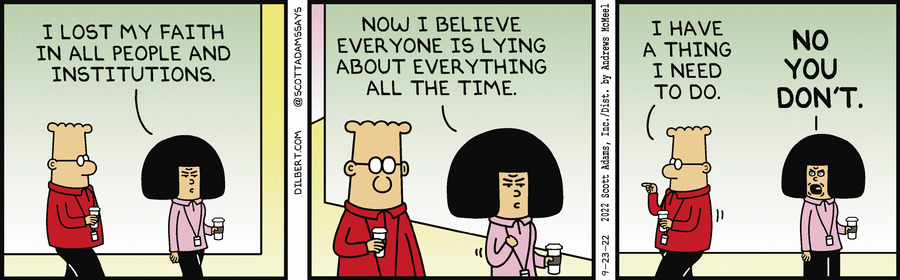 I LOST MY FAITH
IN ALL PEOPLE AND
INSTITUTIONS.
DILBERT.COM @SCOTTADAMSSAYS
NOW I BELIEVE
EVERYONE IS LYING
ABOUT EVERYTHING
ALL THE TIME.
9-23-22 2022 Scott Adams, Inc./Dist. by Andrews McMeel
I HAVE
A THING
I NEED
TO DO.
NO
YOU
DON'T.